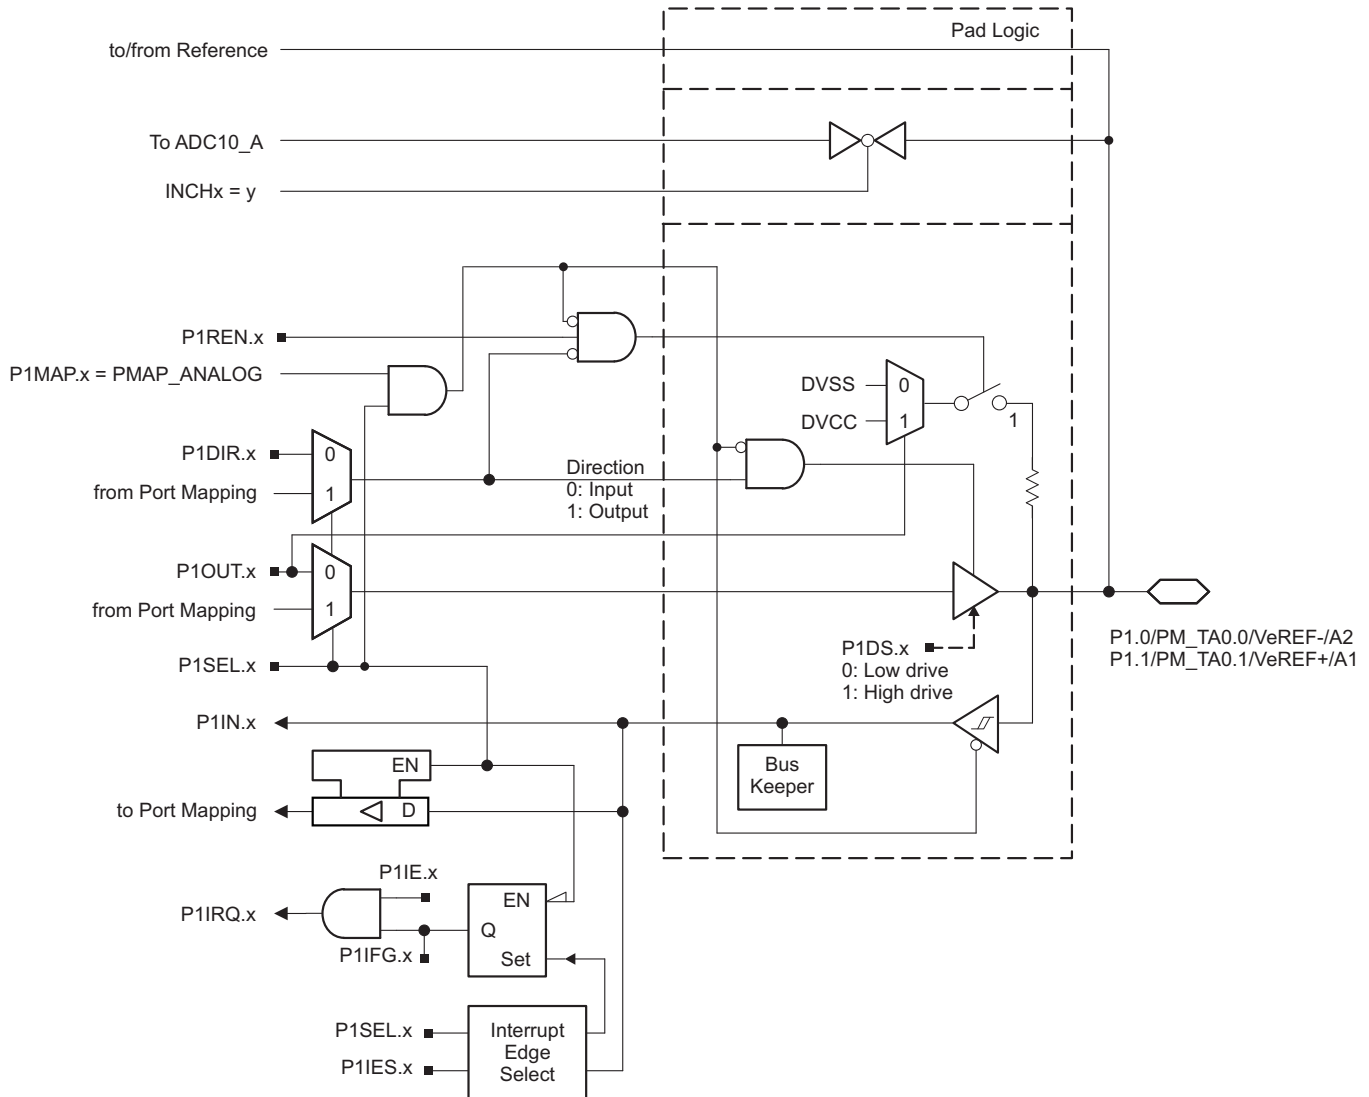 Pad Logic
to/from Reference
To ADC10_A
INCHx = y
P1REN.x
P1MAP.x = PMAP_ANALOG
DVSS
0
DVCC
1
1
P1DIR.x
0
from Port Mapping
1
Direction
0: Input
1: Output
P1OUT.x
0
from Port Mapping
1
P1.0/PM_TA0.0/VeREF-/A2
P1.1/PM_TA0.1/VeREF+/A1
P1DS.x
0: Low drive
1: High drive
P1SEL.x
P1IN.x
EN
Bus
Keeper
to Port Mapping
D
P1IE.x
EN
P1IRQ.x
Q
P1IFG.x
Set
P1SEL.x
P1IES.x
Interrupt
Edge
Select